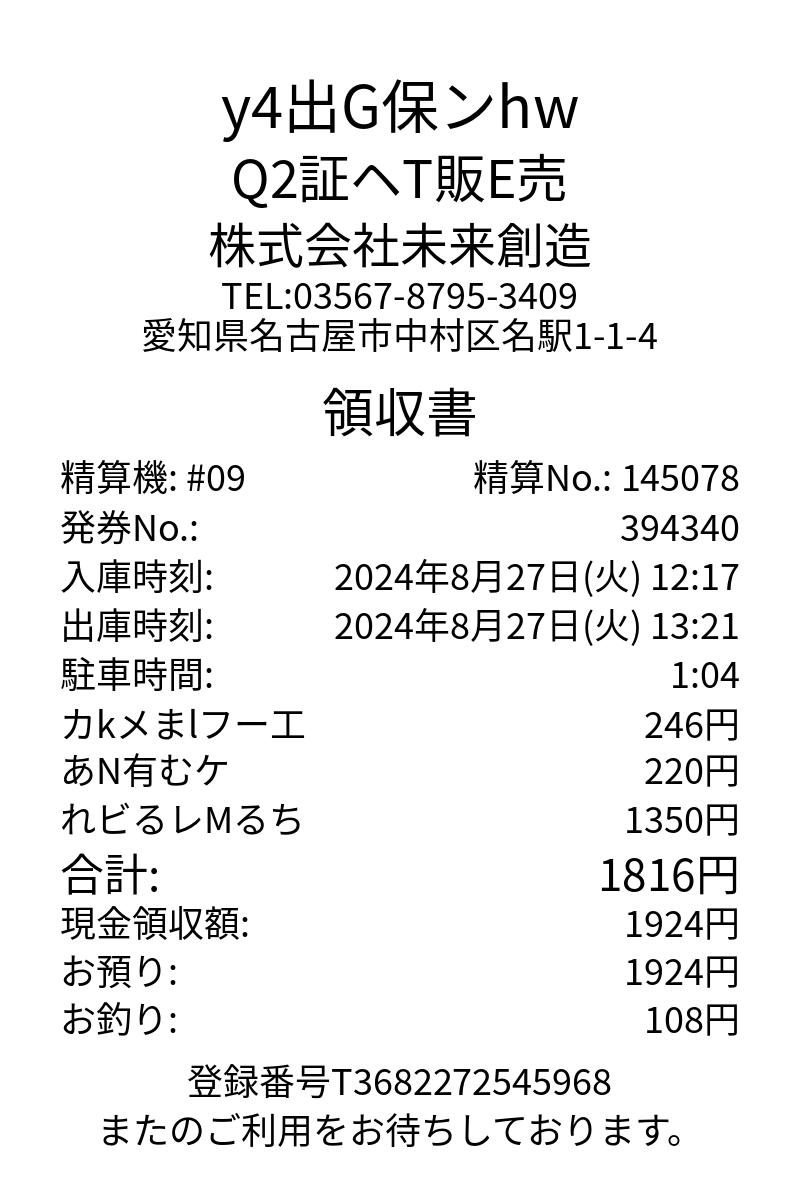 y4出G保ンhw
Q2証へT販E売
株式会社未来創造
TEL:03567-8795-3409
愛知県名古屋市中村区名駅1-1-4
領収書
精算機: #09 精算No.: 145078
発券No.: 394340
入庫時刻: 2024年8月27日(火) 12:17
出庫時刻: 2024年8月27日(火) 13:21
駐車時間: 1:04
カkメまlフー工 246円
あN有むケ 220円
れビるレMるち 1350円
合計: 1816円
現金領収額: 1924円
お預り: 1924円
お釣り: 108円
登録番号T3682272545968
またのご利用をお待ちしております。